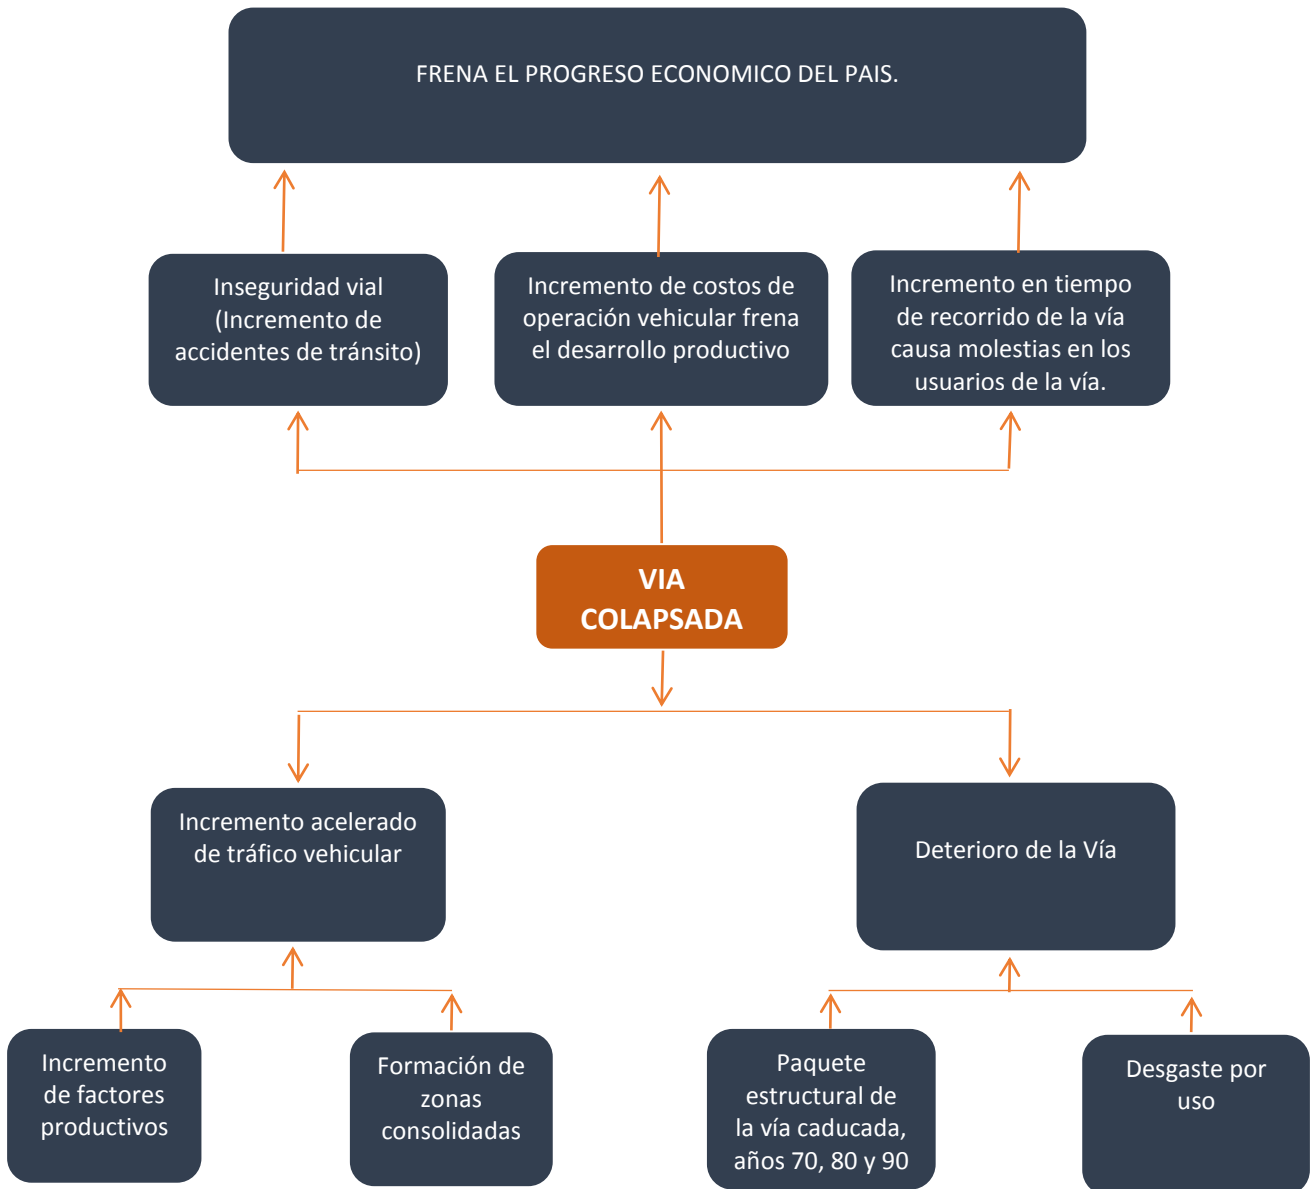 FRENA EL PROGRESO ECONOMICO DEL PAIS.
Inseguridad vial
(Incremento de
accidentes de tránsito)
Incremento de costos de
operación vehicular frena
el desarrollo productivo
Incremento en tiempo
de recorrido de la vía
causa molestias en los
usuarios de la vía.
VIA
COLAPSADA
Incremento acelerado
de tráfico vehicular
Deterioro de la Vía
Incremento
de factores
productivos
Formación de
zonas
consolidadas
Paquete
estructural de
la vía caducada,
años 70, 80 y 90
Desgaste por
uso